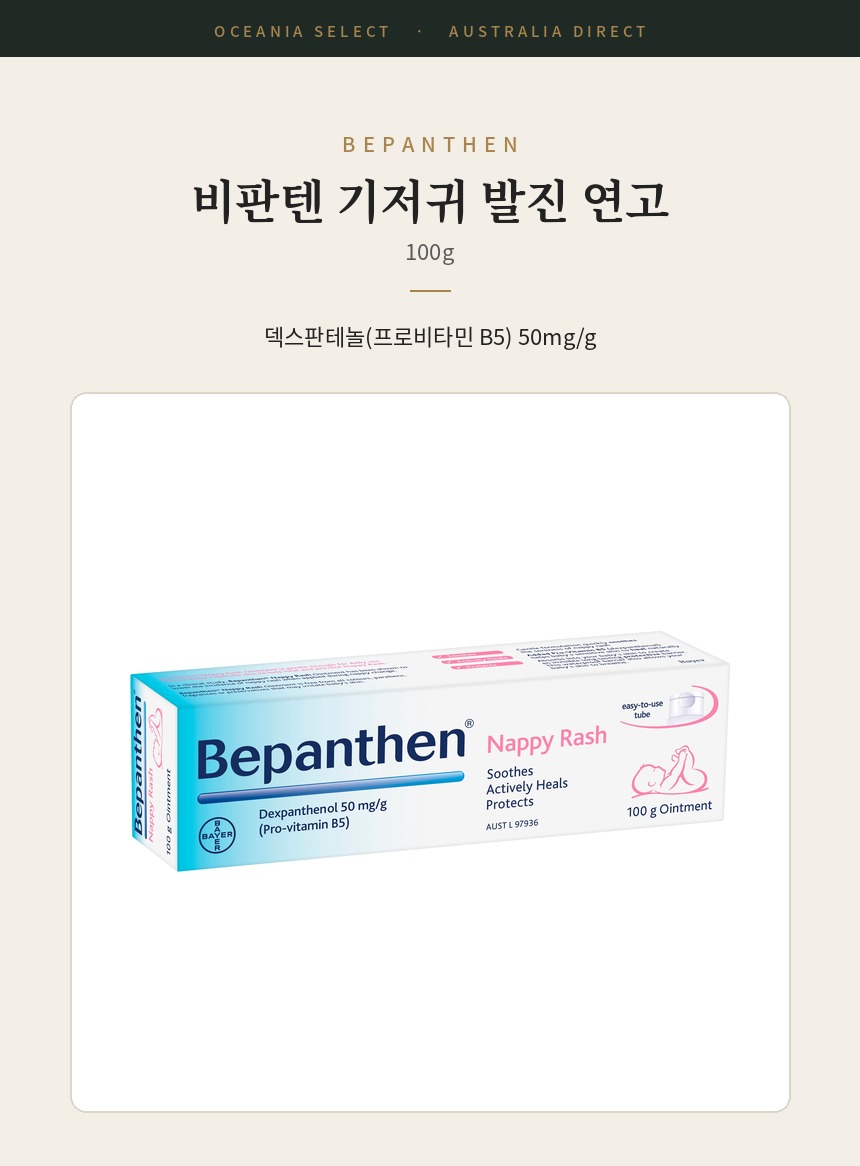 OCEANIA SELECT · AUSTRALIA DIRECT
BEPANTHEN
비판텐 기저귀 발진 연고
100g
덱스판테놀(프로비타민 B5) 50mg/g
Bepanthen®
Nappy Rash
Soothes
Actively Heals
Protects
AUST L 97936
Dexpanthenol 50 mg/g
(Pro-vitamin B5)
BAYER
BAYER
easy-to-use
tube
100 g Ointment
Bepanthen
Nappy Rash
100 g Ointment
Bayer